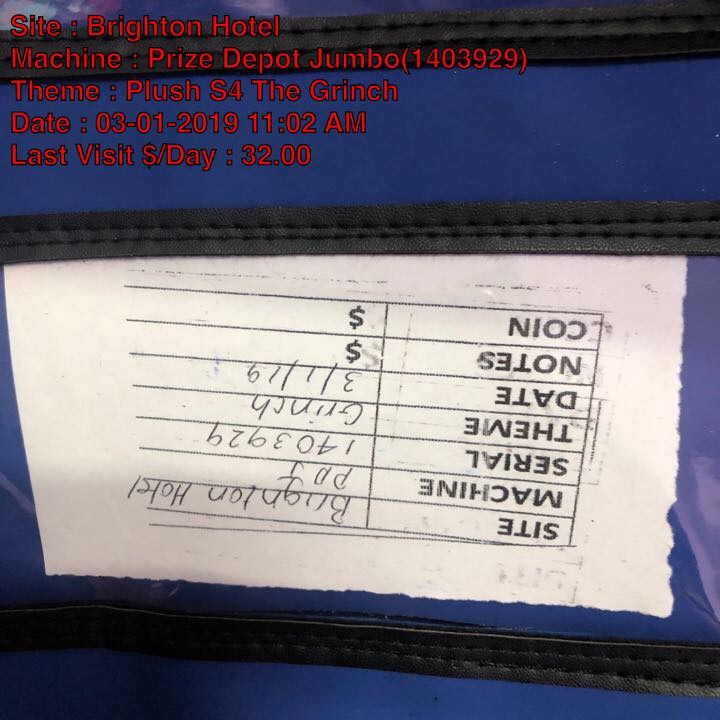 Site : Brighton Hotel
Machine : Prize Depot Jumbo(1403929)
Theme : Plush S4 The Grinch
Date : 03-01-2019 11:02 AM
Last Visit $/Day : 32.00
SITE Brighton Hotel
MACHINE PDJ
SERIAL 1403929
THEME Grinch
DATE 3/1/19
NOTES $
COIN $